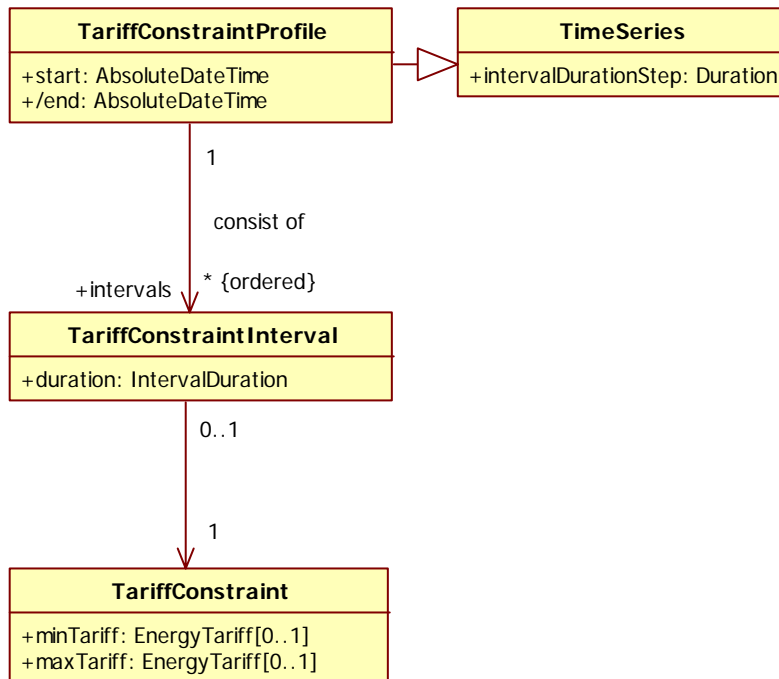 TariffConstraintProfile
+start: AbsoluteDateTime
+/end: AbsoluteDateTime
TimeSeries
+intervalDurationStep: Duration
1
consist of
+intervals
* {ordered}
TariffConstraintInterval
+duration: IntervalDuration
0..1
1
TariffConstraint
+minTariff: EnergyTariff[0..1]
+maxTariff: EnergyTariff[0..1]